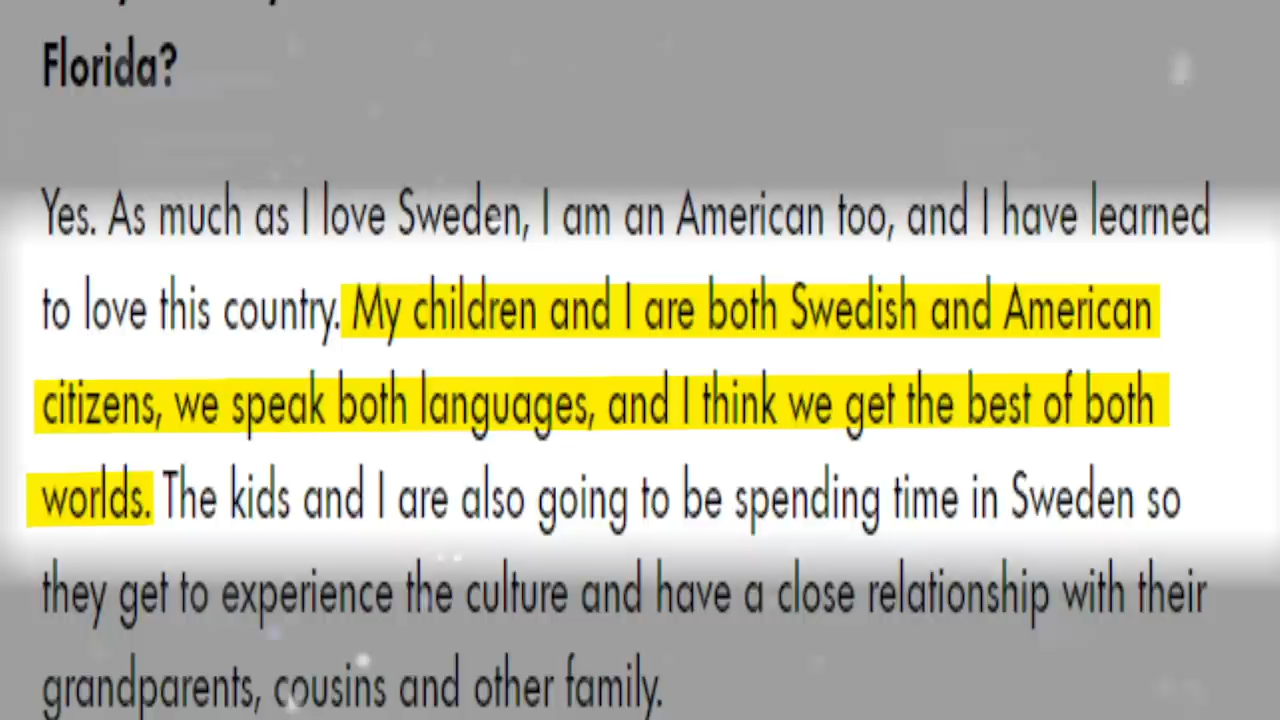 Florida?
Yes. As much as I love Sweden, I am an American too, and I have learned
to love this country. My children and I are both Swedish and American
citizens, we speak both languages, and I think we get the best of both
worlds. The kids and I are also going to be spending time in Sweden so
they get to experience the culture and have a close relationship with their
grandparents, cousins and other family.